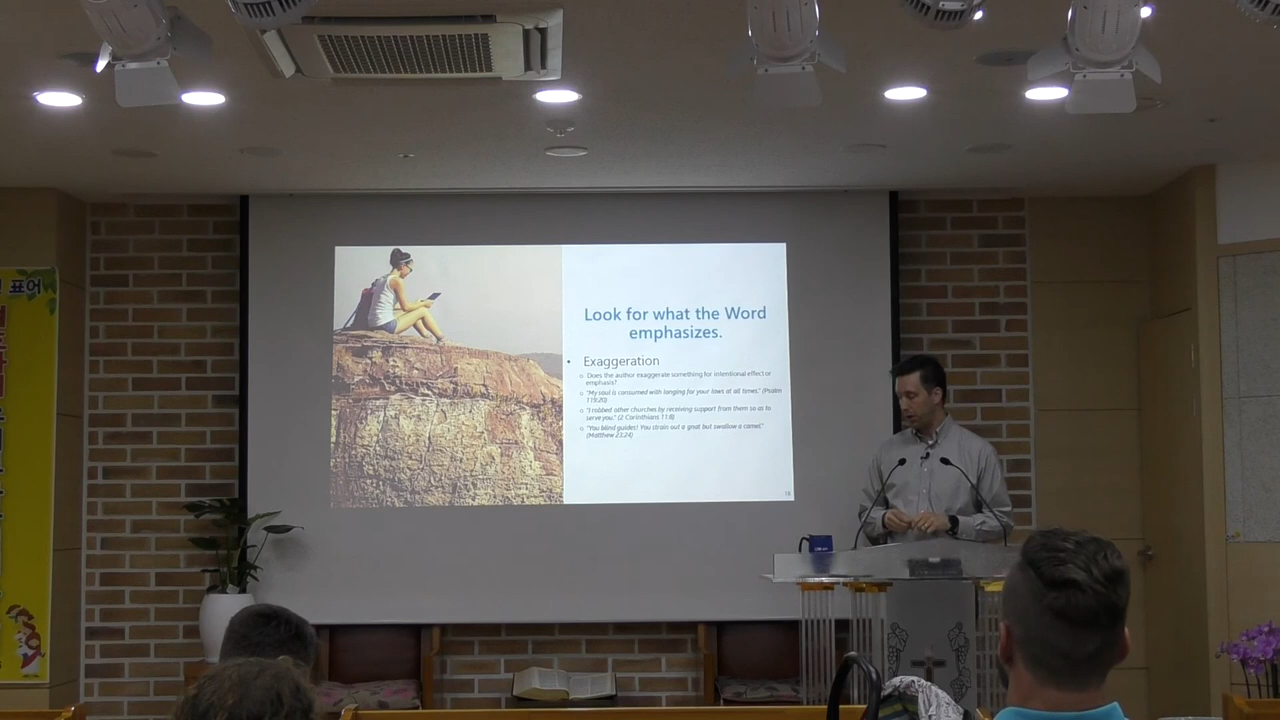 표어
Look for what the Word
emphasizes.
• Exaggeration
o Does the author exaggerate something for intentional effect or
emphasis?
o "My soul is consumed with longing for your laws at all times." (Psalm
119:20)
o "I robbed other churches by receiving support from them so as to
serve you." (2 Corinthians 11:8)
o "You blind guides! You strain out a gnat but swallow a camel."
(Matthew 23:24)